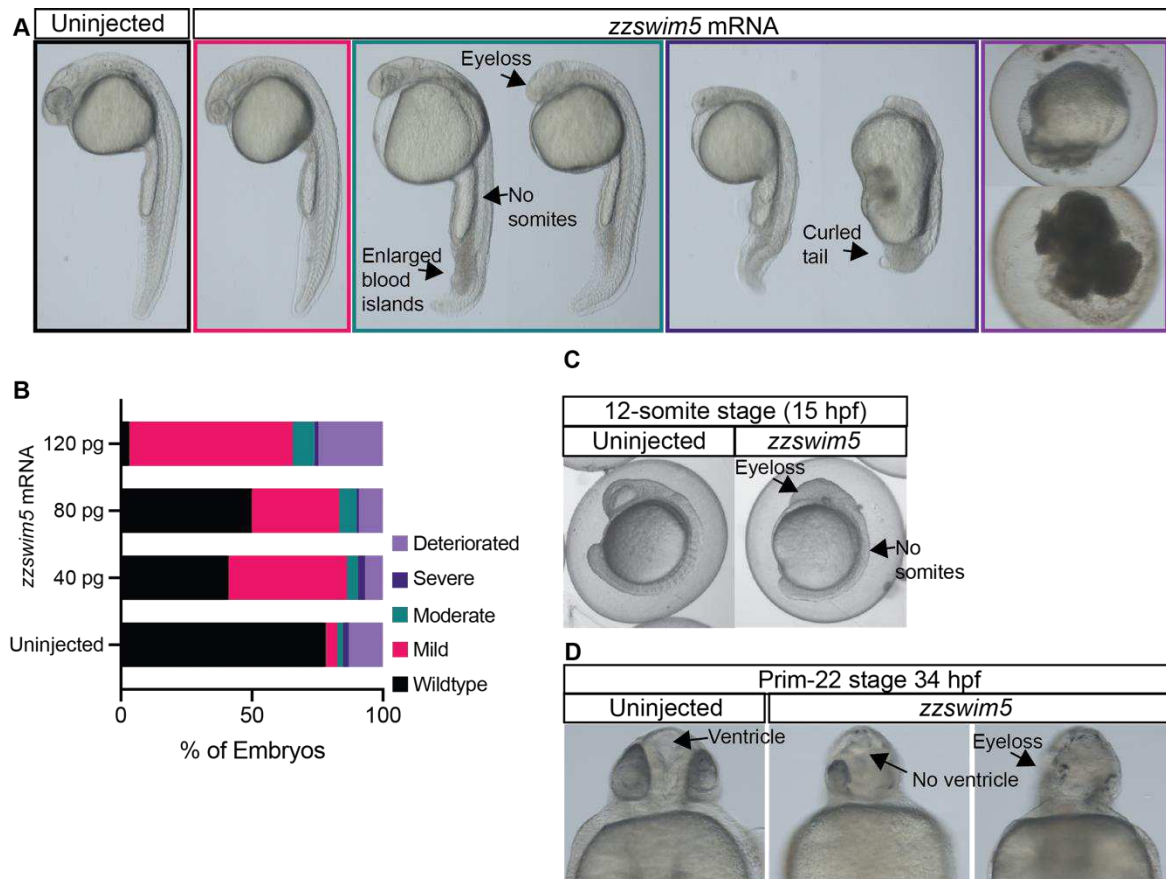 A
Uninjected
zzswim5 mRNA
Eyeloss
No
somites
Enlarged
blood
islands
Curled
tail
B
zzswim5 mRNA
120 pg
80 pg
40 pg
Uninjected
0
50
100
% of Embryos
Deteriorated
Severe
Moderate
Mild
Wildtype
C
12-somite stage (15 hpf)
Uninjected
zzswim5
Eyeloss
No
somites
D
Prim-22 stage 34 hpf
Uninjected
zzswim5
Ventricle
No ventricle
Eyeloss